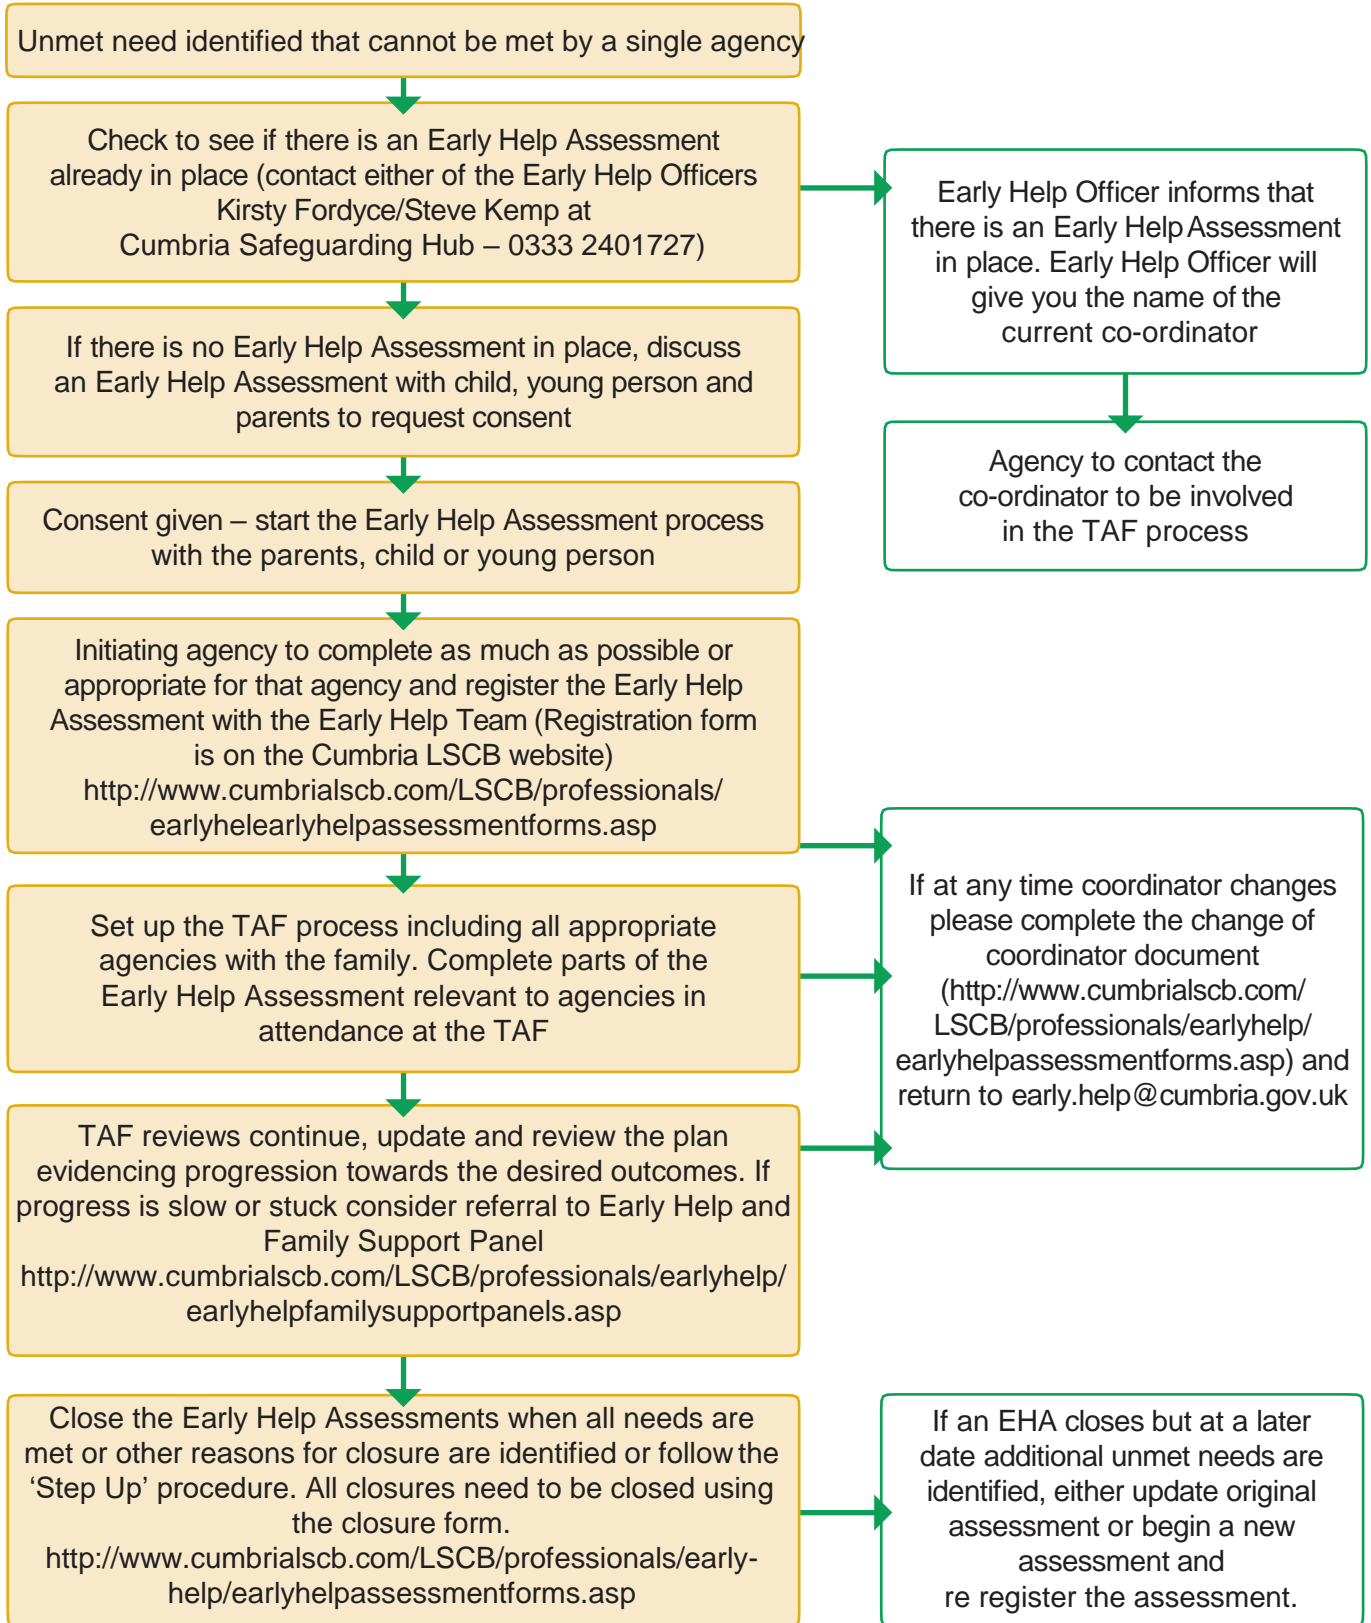 Unmet need identified that cannot be met by a single agency
Check to see if there is an Early Help Assessment
already in place (contact either of the Early Help Officers
Kirsty Fordyce/Steve Kemp at
Cumbria Safeguarding Hub – 0333 2401727)
Early Help Officer informs that
there is an Early Help Assessment
in place. Early Help Officer will
give you the name of the
current co-ordinator
If there is no Early Help Assessment in place, discuss
an Early Help Assessment with child, young person and
parents to request consent
Agency to contact the
co-ordinator to be involved
in the TAF process
Consent given – start the Early Help Assessment process
with the parents, child or young person
Initiating agency to complete as much as possible or
appropriate for that agency and register the Early Help
Assessment with the Early Help Team (Registration form
is on the Cumbria LSCB website)
http://www.cumbrialscb.com/LSCB/professionals/
earlyhelearlyhelpassessmentforms.asp
Set up the TAF process including all appropriate
agencies with the family. Complete parts of the
Early Help Assessment relevant to agencies in
attendance at the TAF
If at any time coordinator changes
please complete the change of
coordinator document
(http://www.cumbrialscb.com/
LSCB/professionals/earlyhelp/
earlyhelpassessmentforms.asp) and
return to early.help@cumbria.gov.uk
TAF reviews continue, update and review the plan
evidencing progression towards the desired outcomes. If
progress is slow or stuck consider referral to Early Help and
Family Support Panel
http://www.cumbrialscb.com/LSCB/professionals/earlyhelp/
earlyhelpfamilysupportpanels.asp
Close the Early Help Assessments when all needs are
met or other reasons for closure are identified or follow the
‘Step Up’ procedure. All closures need to be closed using
the closure form.
http://www.cumbrialscb.com/LSCB/professionals/early-
help/earlyhelpassessmentforms.asp
If an EHA closes but at a later
date additional unmet needs are
identified, either update original
assessment or begin a new
assessment and
re register the assessment.